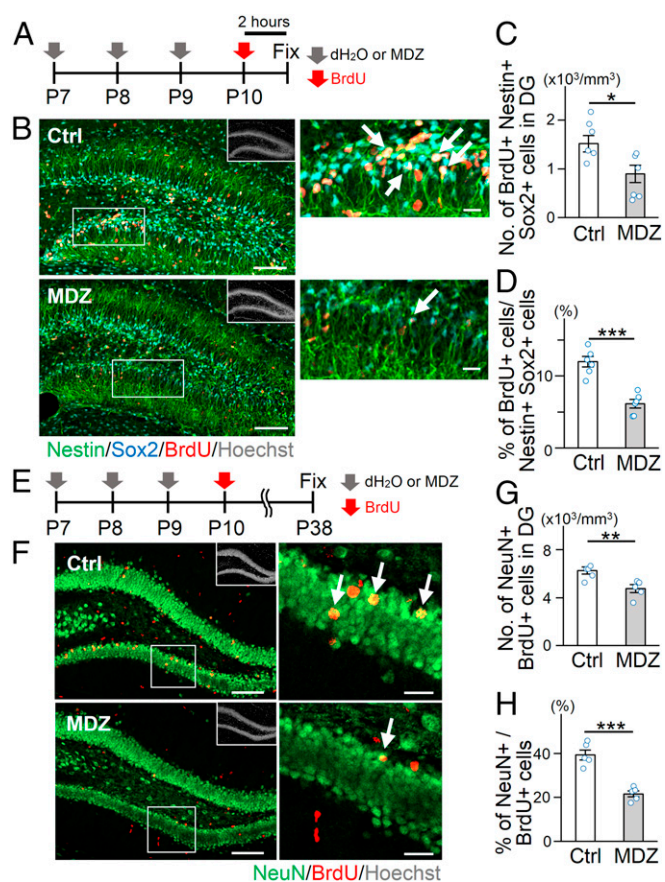 A
2 hours
Fix
dH₂O or MDZ
BrdU
P7 P8 P9 P10
B
Ctrl
MDZ
Nestin/Sox2/BrdU/Hoechst
C
(x10³/mm³)
No. of BrdU+ Nestin+
Sox2+ cells in DG
*
2
1
0
Ctrl MDZ
D
(%)
% of BrdU+ cells/
Nestin+ Sox2+ cells
***
10
0
Ctrl MDZ
E
Fix
dH₂O or MDZ
BrdU
P7 P8 P9 P10 P38
F
Ctrl
MDZ
NeuN/BrdU/Hoechst
G
(x10³/mm³)
No. of NeuN+
BrdU+ cells in DG
**
6
3
0
Ctrl MDZ
H
(%)
% of NeuN+ /
BrdU+ cells
***
40
20
0
Ctrl MDZ